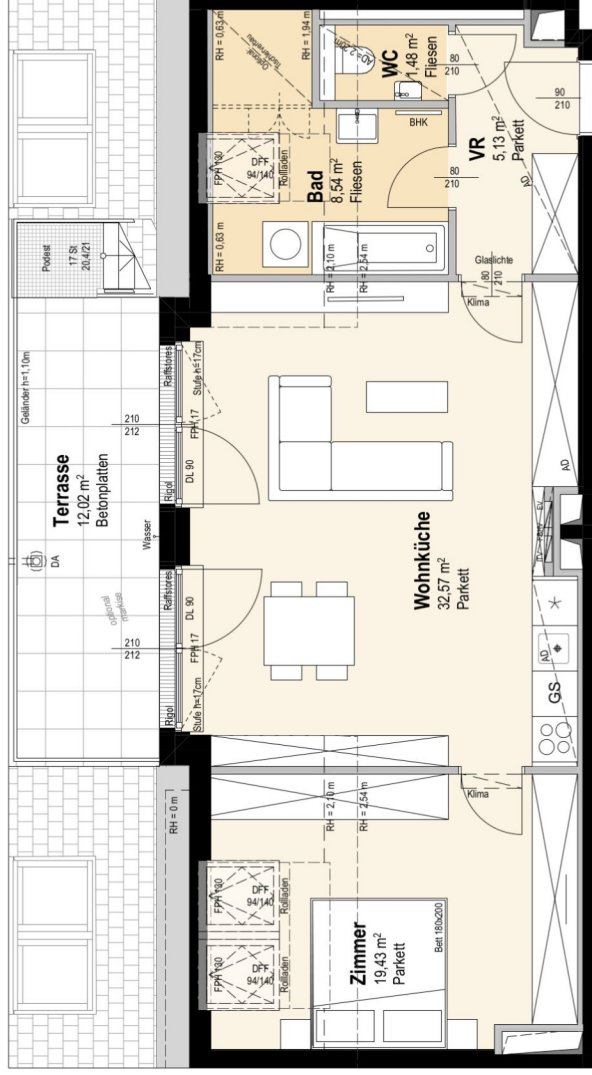 RH = 0,63 m
Optional
RH = 1,94 m
AD= 2.20m
WC
1,48 m²
Fliesen
80
210
90
210
BHK
VR
5,13 m²
Parkett
AD
80
210
FPH 130
DFF
94/140
Rollladen
Bad
8,54 m²
Fliesen
RH = 0,63 m
RH = 2,10 m
RH = 2,54 m
Glaslichte
80
210
Klima
Podest
17 St
20,4/21
Geländer h=1,10m
Raffstores
Stufe h=17cm
210
212
FPH 17
DL 90
Rigol
Terrasse
12,02 m²
Betonplatten
Wasser
DA
optional
markise
Raffstores
DL 90
210
212
FPH 17
Stufe h=17cm
Rigol
Wohnküche
32,57 m²
Parkett
AD
EV
AD
GS
RH = 0 m
RH = 2,10 m
RH = 2,54 m
Klima
FPH 130
DFF
94/140
Rollladen
FPH 130
DFF
94/140
Rollladen
Zimmer
19,43 m²
Parkett
Bett 180x200